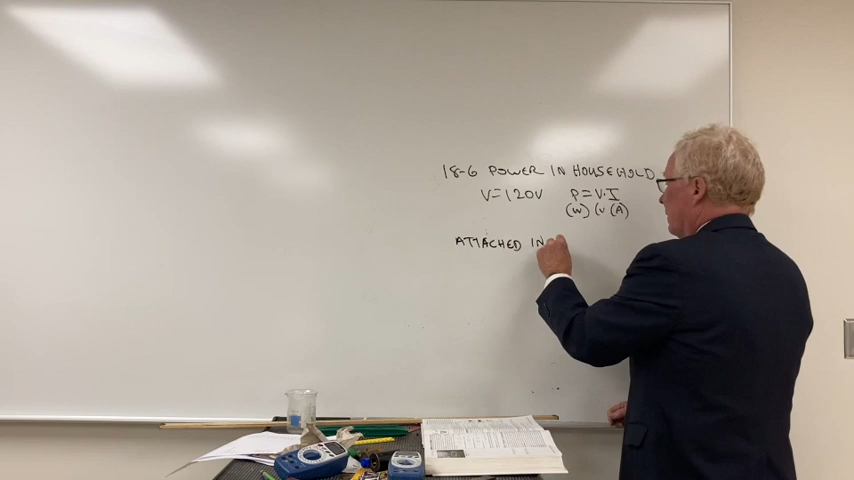 18-6 POWER IN HOUSEHOLD
V=120V P=V·I
(W) (V (A)
ATTACHED IN